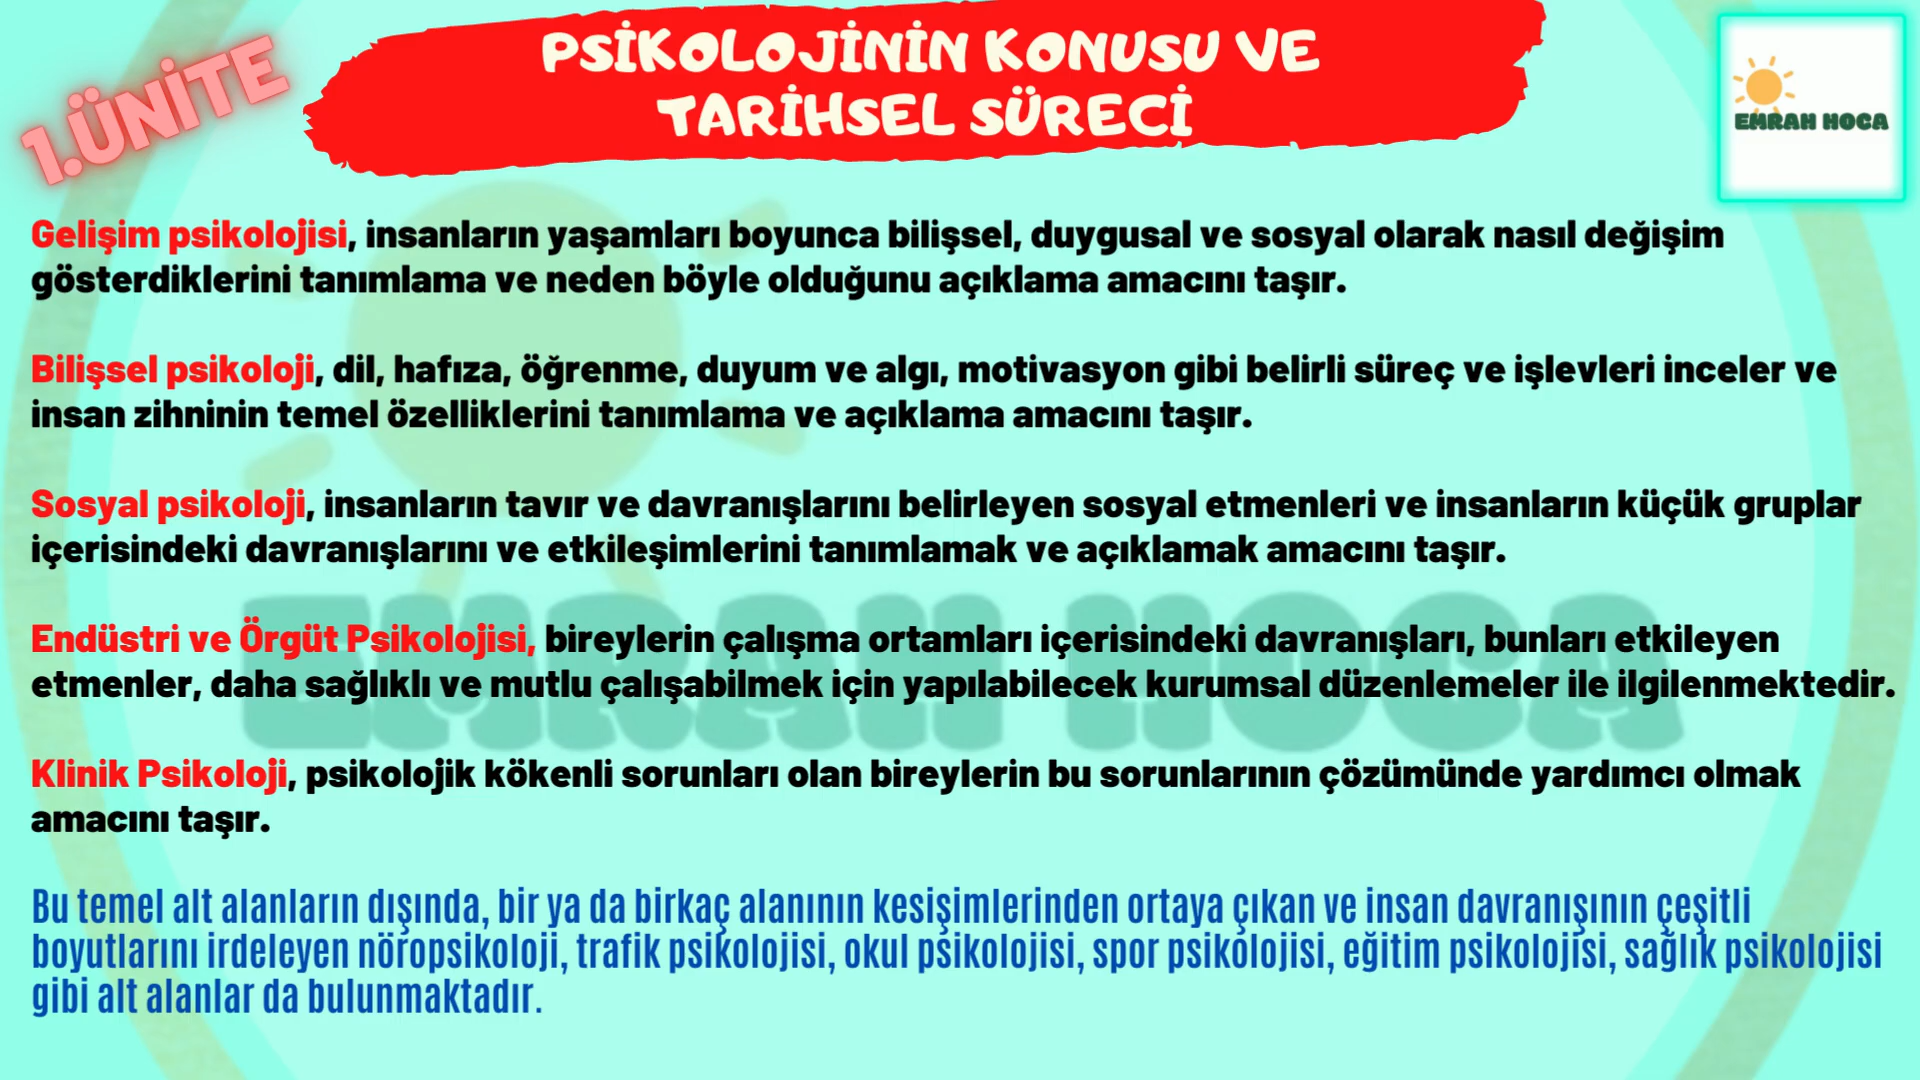 1.ÜNİTE
PSİKOLOJİNİN KONUSU VE
TARİHSEL SÜRECİ
EMRAH HOCA
Gelişim psikolojisi, insanların yaşamları boyunca bilişsel, duygusal ve sosyal olarak nasıl değişim
gösterdiklerini tanımlama ve neden böyle olduğunu açıklama amacını taşır.
Bilişsel psikoloji, dil, hafıza, öğrenme, duyum ve algı, motivasyon gibi belirli süreç ve işlevleri inceler ve
insan zihninin temel özelliklerini tanımlama ve açıklama amacını taşır.
Sosyal psikoloji, insanların tavır ve davranışlarını belirleyen sosyal etmenleri ve insanların küçük gruplar
içerisindeki davranışlarını ve etkileşimlerini tanımlamak ve açıklamak amacını taşır.
Endüstri ve Örgüt Psikolojisi, bireylerin çalışma ortamları içerisindeki davranışları, bunları etkileyen
etmenler, daha sağlıklı ve mutlu çalışabilmek için yapılabilecek kurumsal düzenlemeler ile ilgilenmektedir.
EMRAH HOCA
Klinik Psikoloji, psikolojik kökenli sorunları olan bireylerin bu sorunlarının çözümünde yardımcı olmak
amacını taşır.
Bu temel alt alanların dışında, bir ya da birkaç alanının kesişimlerinden ortaya çıkan ve insan davranışının çeşitli
boyutlarını irdeleyen nöropsikoloji, trafik psikolojisi, okul psikolojisi, spor psikolojisi, eğitim psikolojisi, sağlık psikolojisi
gibi alt alanlar da bulunmaktadır.